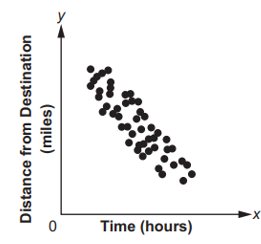 y
Distance from Destination
(miles)
0
Time (hours)
x